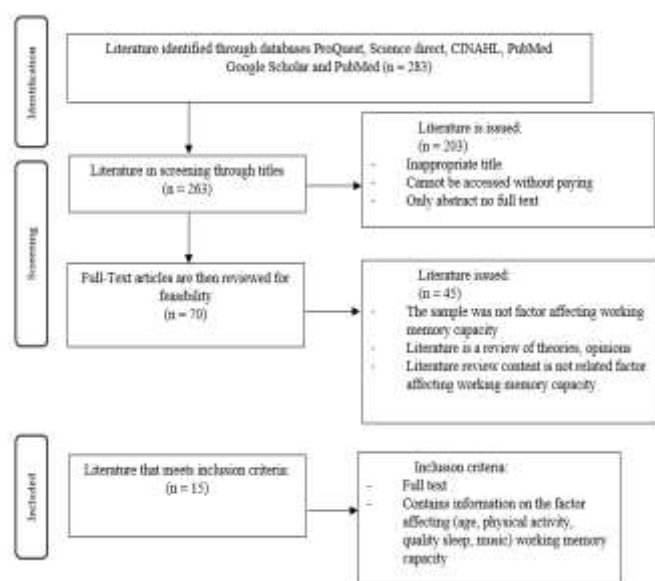 Identification
Literature identified through databases ProQuest, Science direct, CINAHL, PubMed
Google Scholar and PubMed (n = 283)
Screening
Literature in screening through titles
(n = 263)
Literature is issued:
(n = 203)
- Inappropriate title
- Cannot be accessed without paying
- Only abstract no full text
Full-Text articles are then reviewed for
feasibility
(n = 70)
Literature issued:
(n = 45)
- The sample was not factor affecting working
memory capacity
- Literature is a review of theories, opinions
- Literature review content is not related factor
affecting working memory capacity
Included
Literature that meets inclusion criteria:
(n = 15)
Inclusion criteria:
- Full text
- Contains information on the factor
affecting (age, physical activity,
quality sleep, music) working memory
capacity